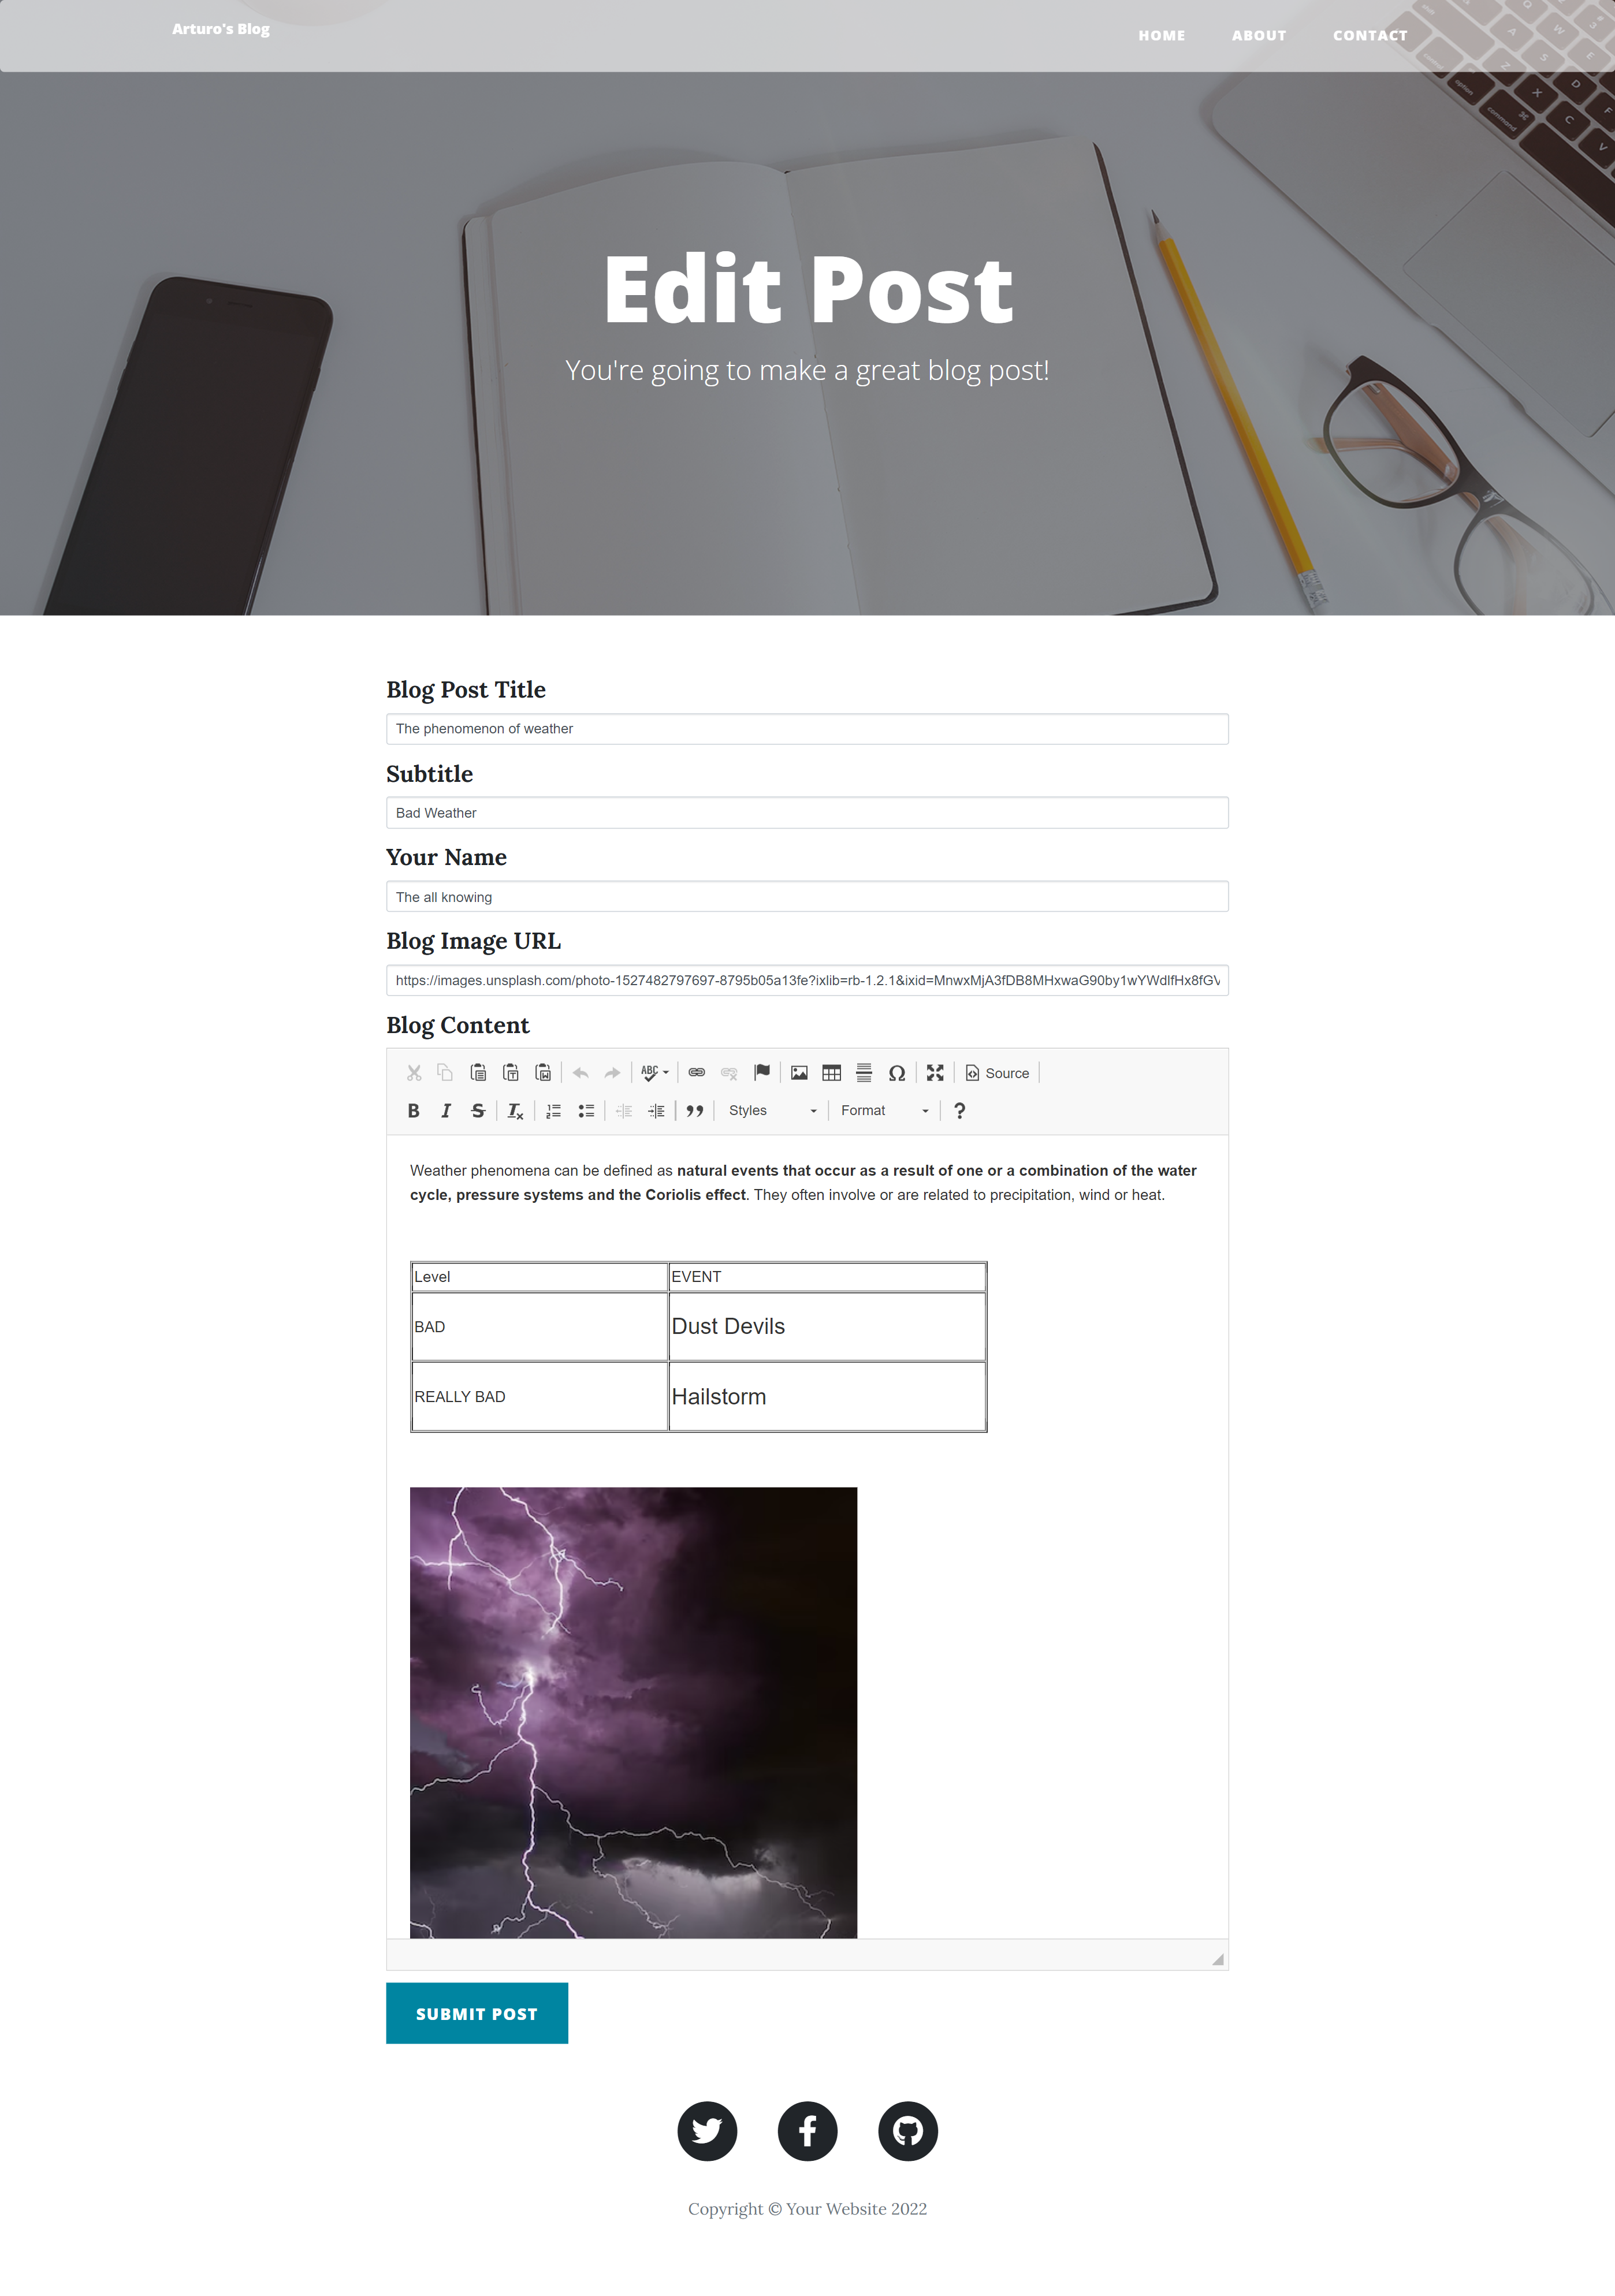 Arturo's Blog
HOME ABOUT CONTACT
Edit Post
You're going to make a great blog post!
Blog Post Title
The phenomenon of weather
Subtitle
Bad Weather
Your Name
The all knowing
Blog Image URL
https://images.unsplash.com/photo-1527482797697-8795b05a13fe?ixlib=rb-1.2.1&ixid=MnwxMjA3fDB8MHxwaG90by1wYWdlfHx8fGV
Blog Content
ABC Source
Styles Format
Weather phenomena can be defined as natural events that occur as a result of one or a combination of the water
cycle, pressure systems and the Coriolis effect. They often involve or are related to precipitation, wind or heat.
Level EVENT
BAD Dust Devils
REALLY BAD Hailstorm
SUBMIT POST
Copyright © Your Website 2022